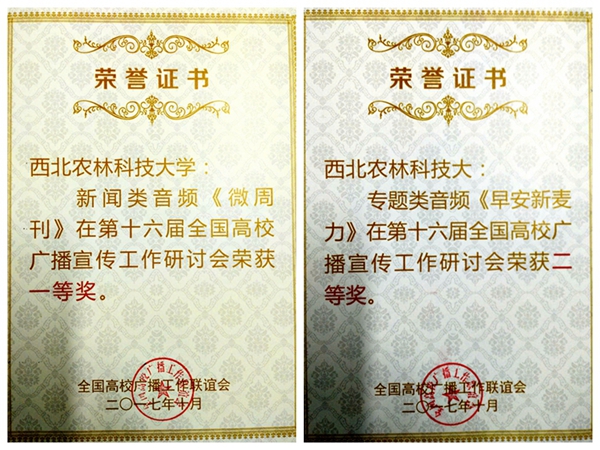 荣誉证书
西北农林科技大学：
新闻类音频《微周
刊》在第十六届全国高校
广播宣传工作研讨会荣获
一等奖。
全国高校广播工作联谊会
二〇一七年十月
荣誉证书
西北农林科技大：
专题类音频《早安新麦
力》在第十六届全国高校广
播宣传工作研讨会荣获二
等奖。
全国高校广播工作联谊会
二〇一七年十月